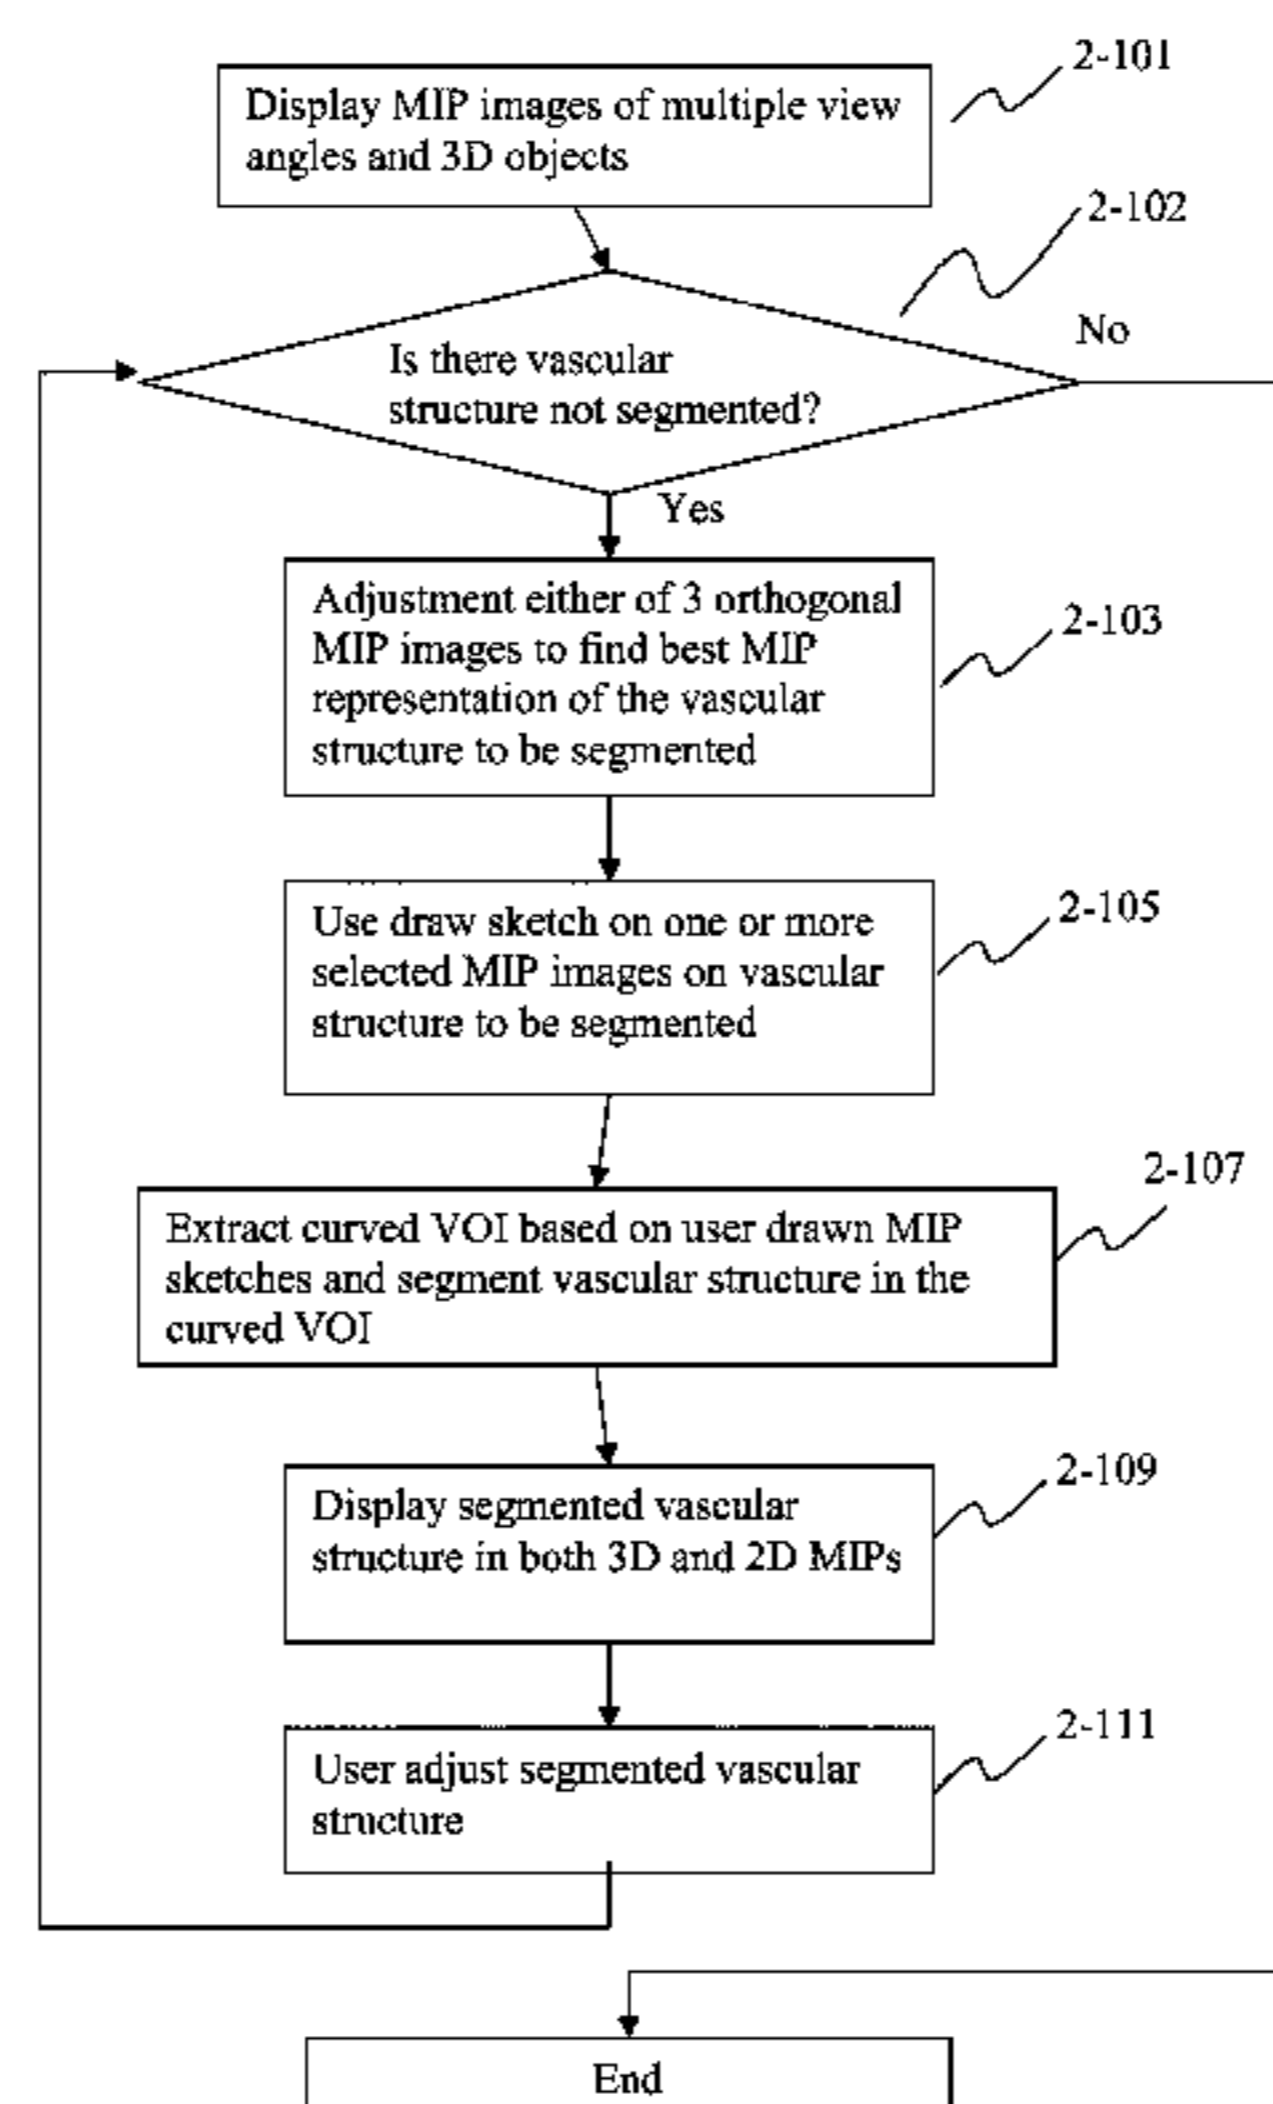 2-101
Display MIP images of multiple view
angles and 3D objects
2-102
No
Is there vascular
structure not segmented?
Yes
Adjustment either of 3 orthogonal
MIP images to find best MIP
representation of the vascular
structure to be segmented
2-103
Use draw sketch on one or more
selected MIP images on vascular
structure to be segmented
2-105
2-107
Extract curved VOI based on user drawn MIP
sketches and segment vascular structure in the
curved VOI
2-109
Display segmented vascular
structure in both 3D and 2D MIPs
2-111
User adjust segmented vascular
structure
End